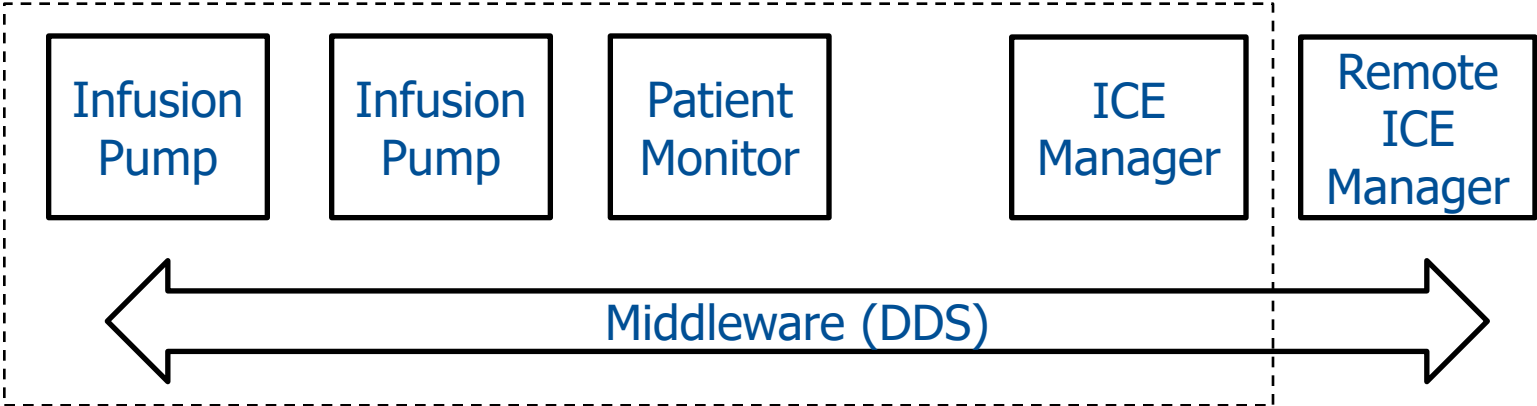 Infusion
Pump
Infusion
Pump
Patient
Monitor
ICE
Manager
Remote
ICE
Manager
Middleware (DDS)